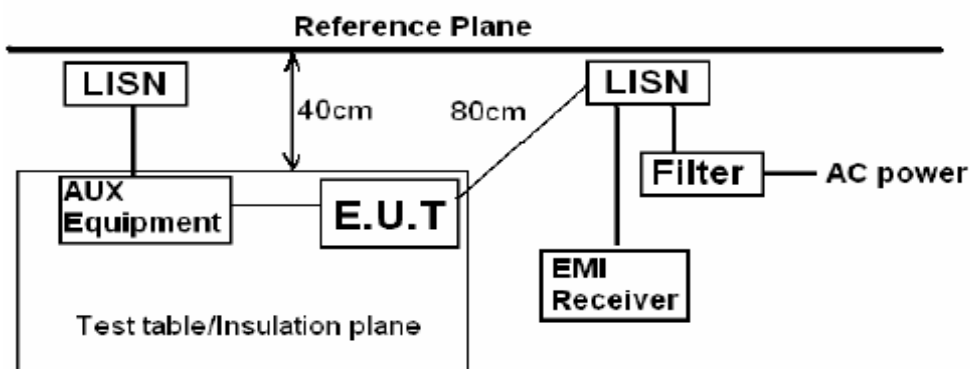 Reference Plane
LISN
40cm
80cm
LISN
Filter
AC power
AUX
Equipment
E.U.T
EMI
Receiver
Test table/Insulation plane